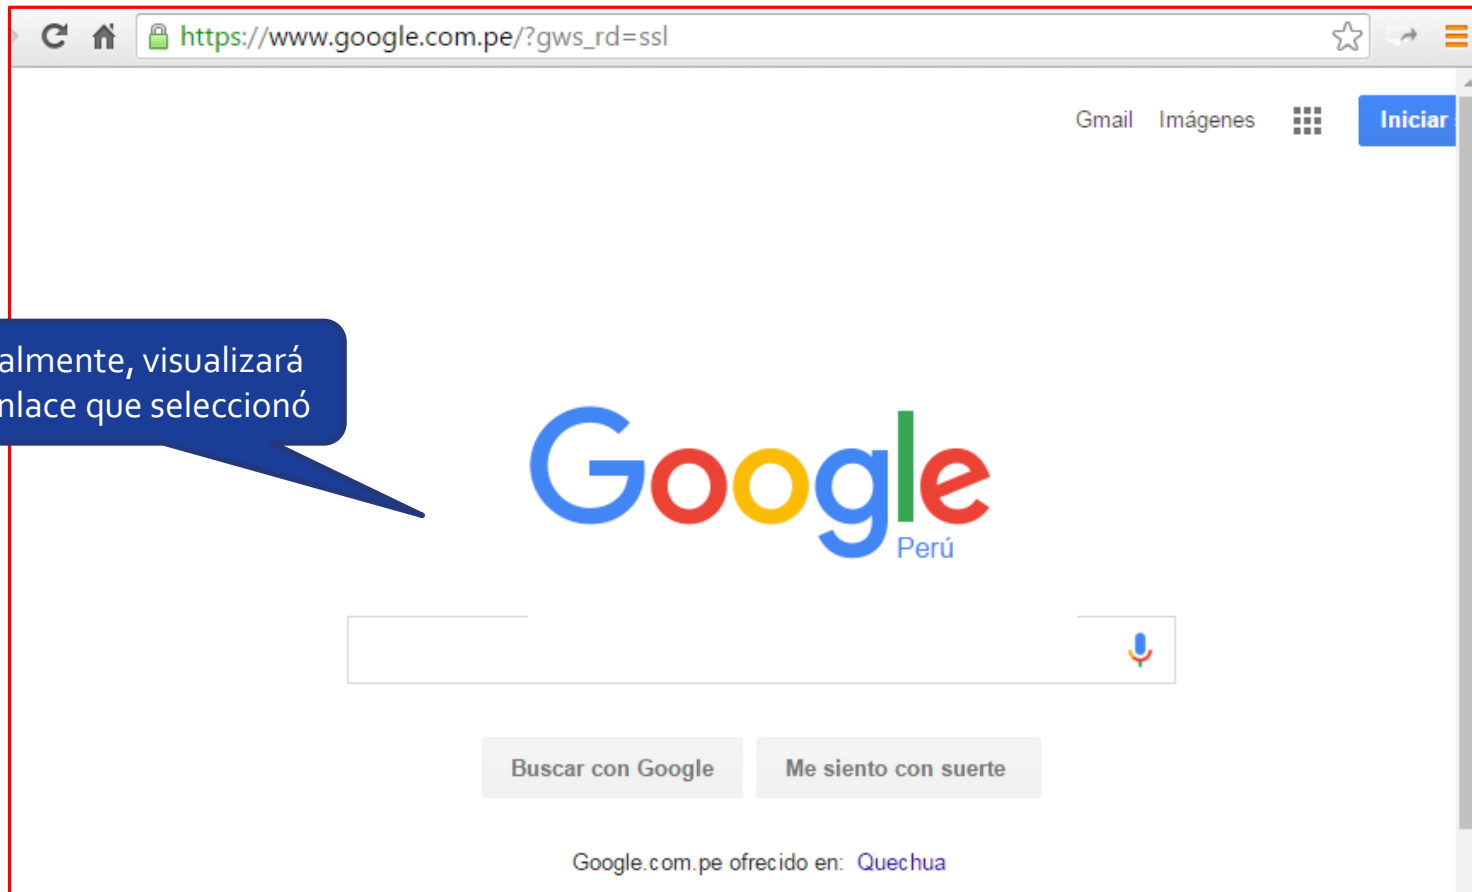 https://www.google.com.pe/?gws_rd=ssl
Gmail Imágenes Iniciar
almente, visualizará
nlace que seleccionó
Google
Perú
Buscar con Google Me siento con suerte
Google.com.pe ofrecido en: Quechua